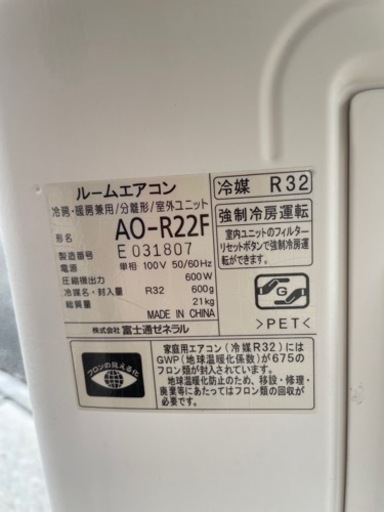 ルームエアコン
冷房・暖房兼用/分離形/室外ユニット
形名 AO-R22F
製造番号 E 031807
電源 単相 100V 50/60Hz
圧縮機出力 600W
冷媒名・封入量 R32 600g
総質量 21kg
MADE IN CHINA
株式会社 富士通ゼネラル
冷媒 R32
強制冷房運転
室内ユニットのフィルター
リセットボタンで強制冷房運
転ができます。
G
>PET<
フロンの見える化
家庭用エアコン(冷媒R32)には
GWP(地球温暖化係数)が675の
フロン類が封入されています。
地球温暖化防止のため、移設・修理・
廃棄等にあたってはフロン類の回収が
必要です。